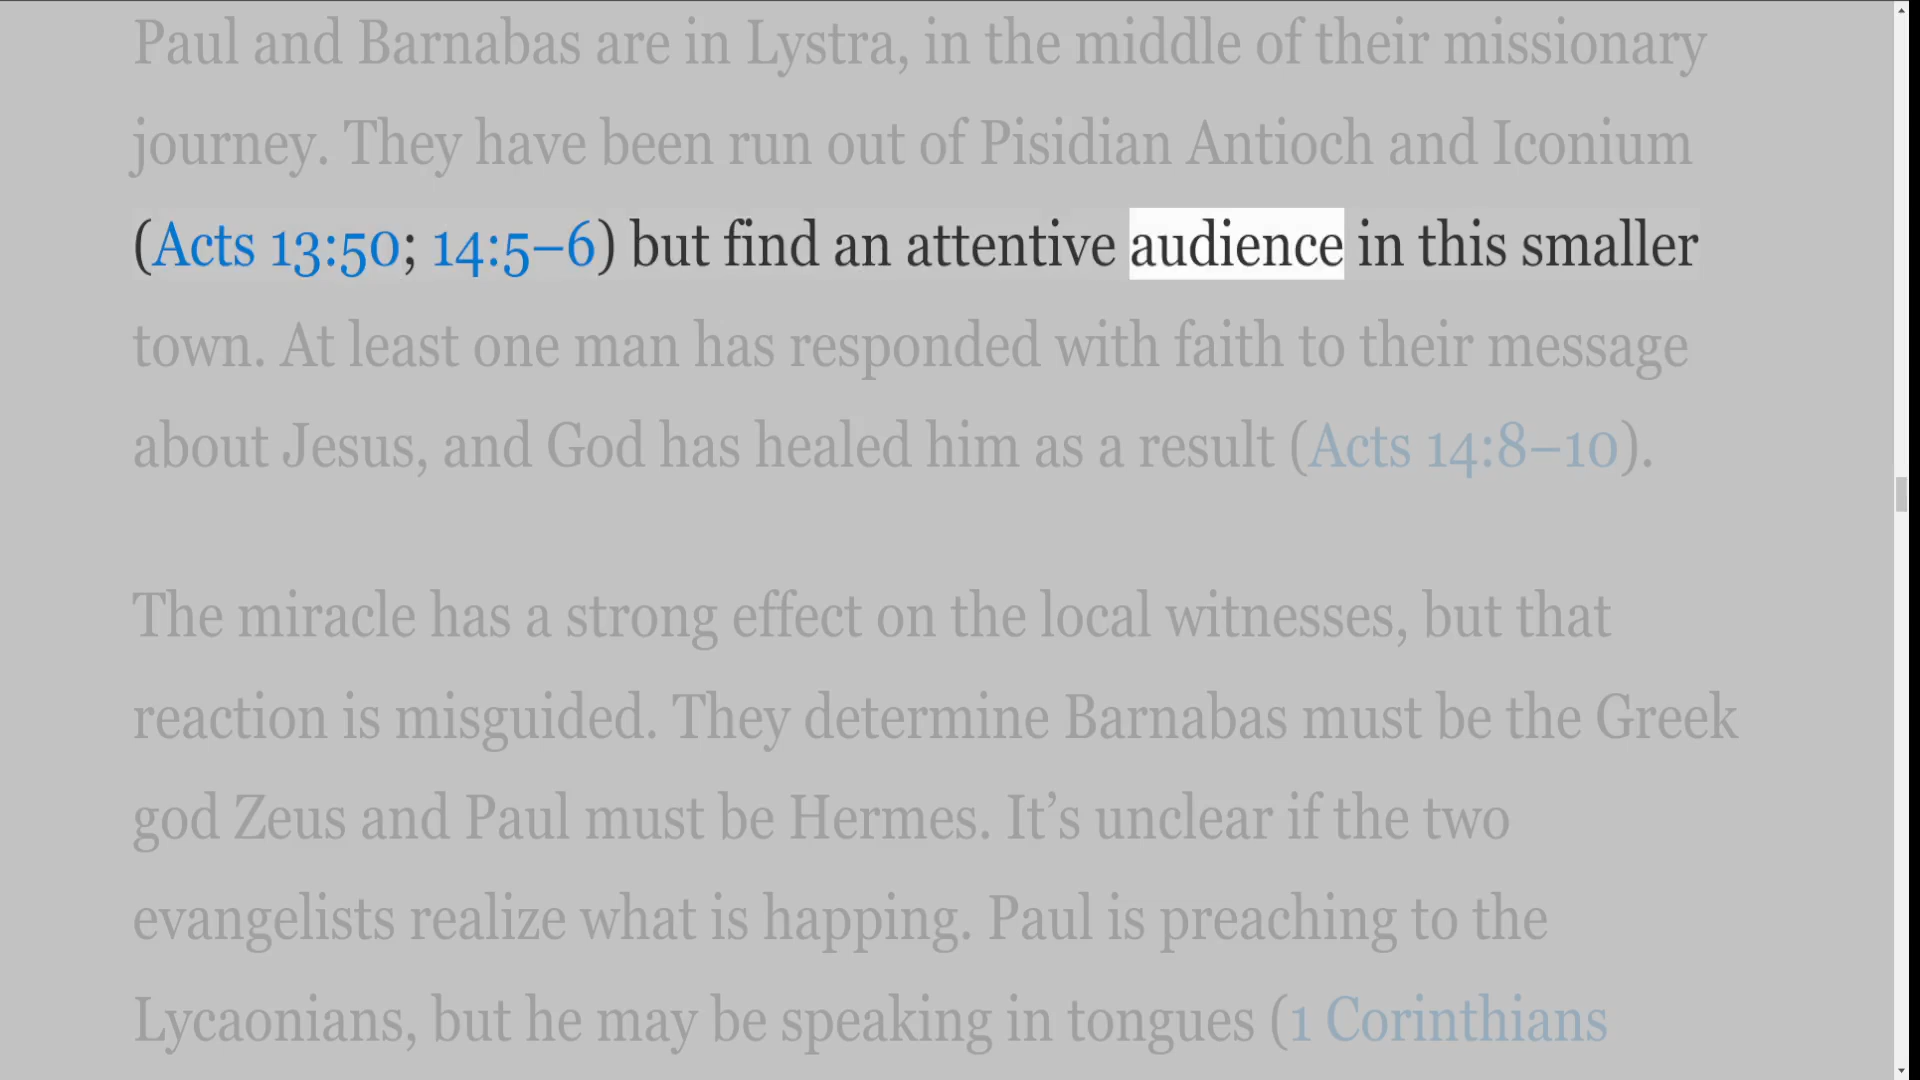 Paul and Barnabas are in Lystra, in the middle of their missionary
journey. They have been run out of Pisidian Antioch and Iconium
(Acts 13:50; 14:5–6) but find an attentive audience in this smaller
town. At least one man has responded with faith to their message
about Jesus, and God has healed him as a result (Acts 14:8–10).
The miracle has a strong effect on the local witnesses, but that
reaction is misguided. They determine Barnabas must be the Greek
god Zeus and Paul must be Hermes. It’s unclear if the two
evangelists realize what is happing. Paul is preaching to the
Lycaonians, but he may be speaking in tongues (1 Corinthians